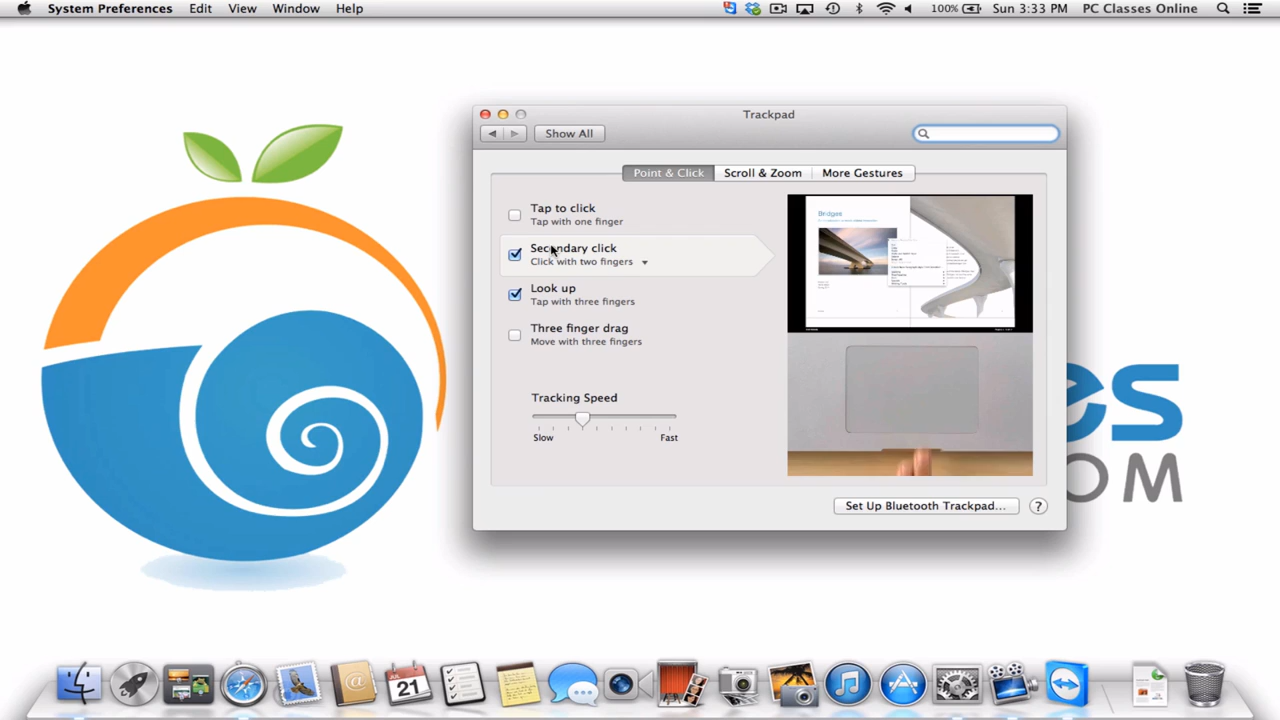 System Preferences Edit View Window Help 100% Sun 3:33 PM PC Classes Online
Trackpad
Show All
Point & Click Scroll & Zoom More Gestures
Tap to click
Tap with one finger
Secondary click
Click with two fingers
Look up
Tap with three fingers
Three finger drag
Move with three fingers
Tracking Speed
Slow Fast
Bridges
Set Up Bluetooth Trackpad... ?
es
OM
JUL
21